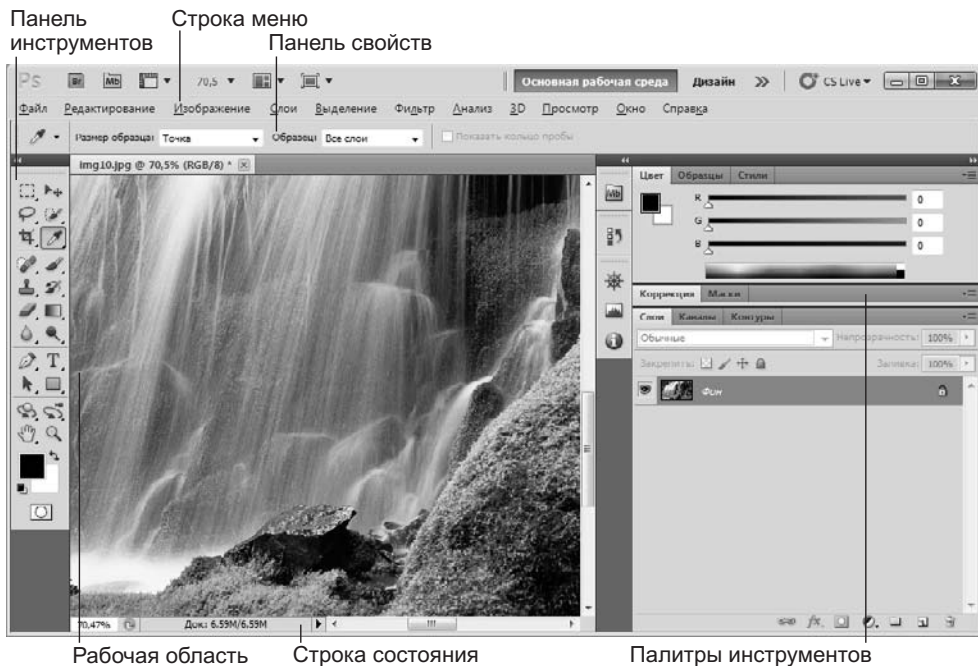 Панель
инструментов
Строка меню
Панель свойств
Ps Br Mb 70,5 Основная рабочая среда Дизайн >> CS Live
Файл Редактирование Изображение Слои Выделение Фильтр Анализ 3D Просмотр Окно Справка
Размер образца: Точка Образец: Все слои Показать кольцо пробы
img10.jpg @ 70,5% (RGB/8) *
Mb
Цвет Образцы Стили
R 0
G 0
B 0
Коррекция Маски
Слои Каналы Контуры
Обычные Непрозрачность: 100%
Закрепить: Заливка: 100%
Фон
T
70,47% Док: 6.59M/6.59M
fx.
Рабочая область
Строка состояния
Палитры инструментов